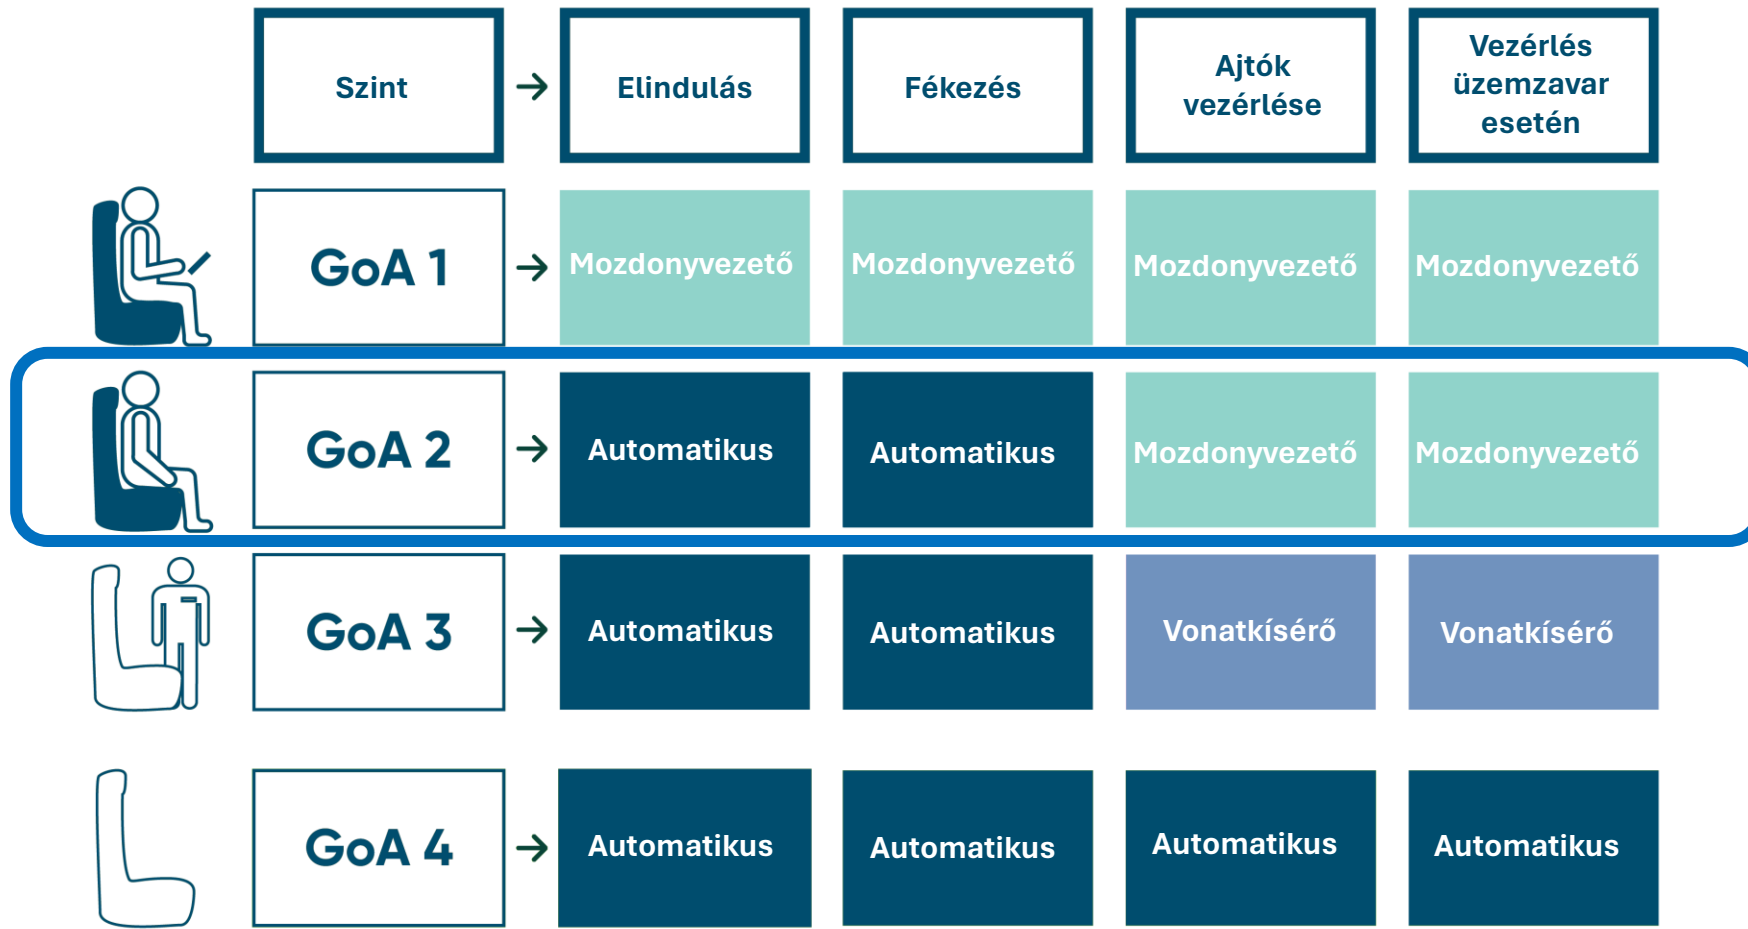 Szint
Elindulás
Fékezés
Ajtók
vezérlése
Vezérlés
üzemzavar
esetén
GoA 1
Mozdonyvezető
Mozdonyvezető
Mozdonyvezető
Mozdonyvezető
GoA 2
Automatikus
Automatikus
Mozdonyvezető
Mozdonyvezető
GoA 3
Automatikus
Automatikus
Vonatkísérő
Vonatkísérő
GoA 4
Automatikus
Automatikus
Automatikus
Automatikus